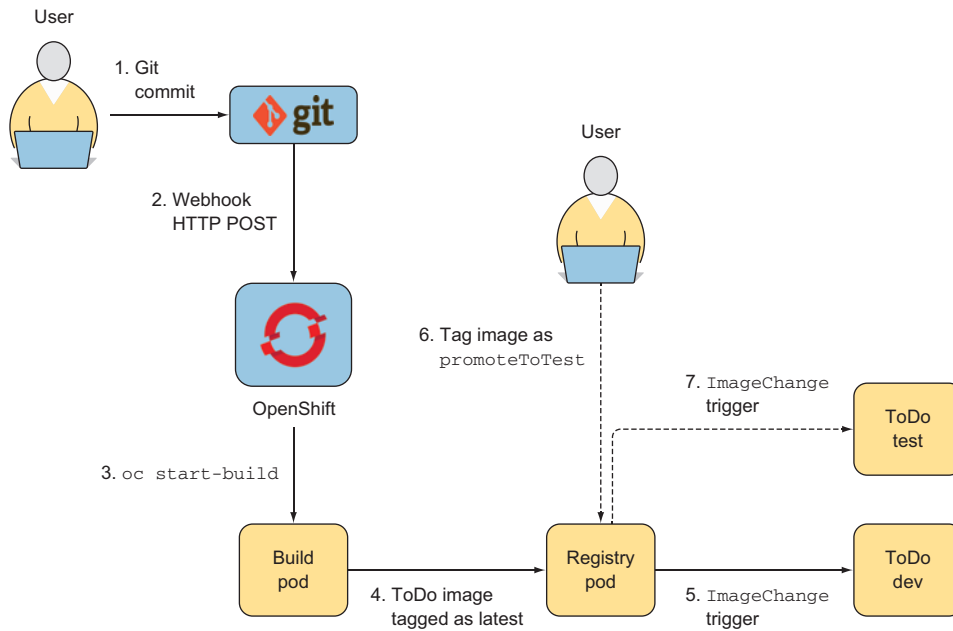 User
1. Git
commit
git
2. Webhook
HTTP POST
OpenShift
3. oc start-build
Build
pod
4. ToDo image
tagged as latest
User
6. Tag image as
promoteToTest
Registry
pod
7. ImageChange
trigger
ToDo
test
5. ImageChange
trigger
ToDo
dev